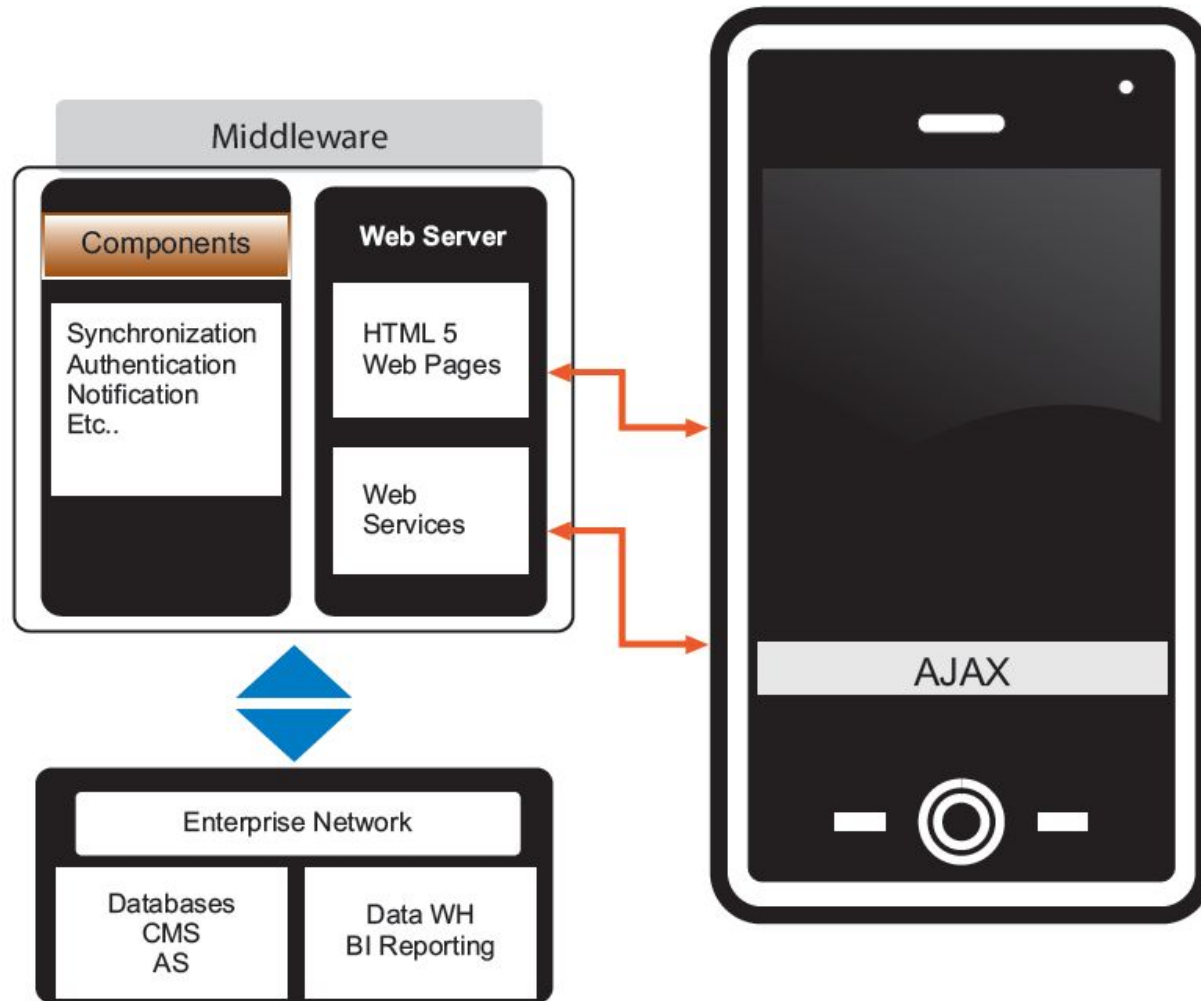 Middleware
Components
Synchronization
Authentication
Notification
Etc..
Web Server
HTML 5
Web Pages
Web
Services
AJAX
Enterprise Network
Databases
CMS
AS
Data WH
BI Reporting